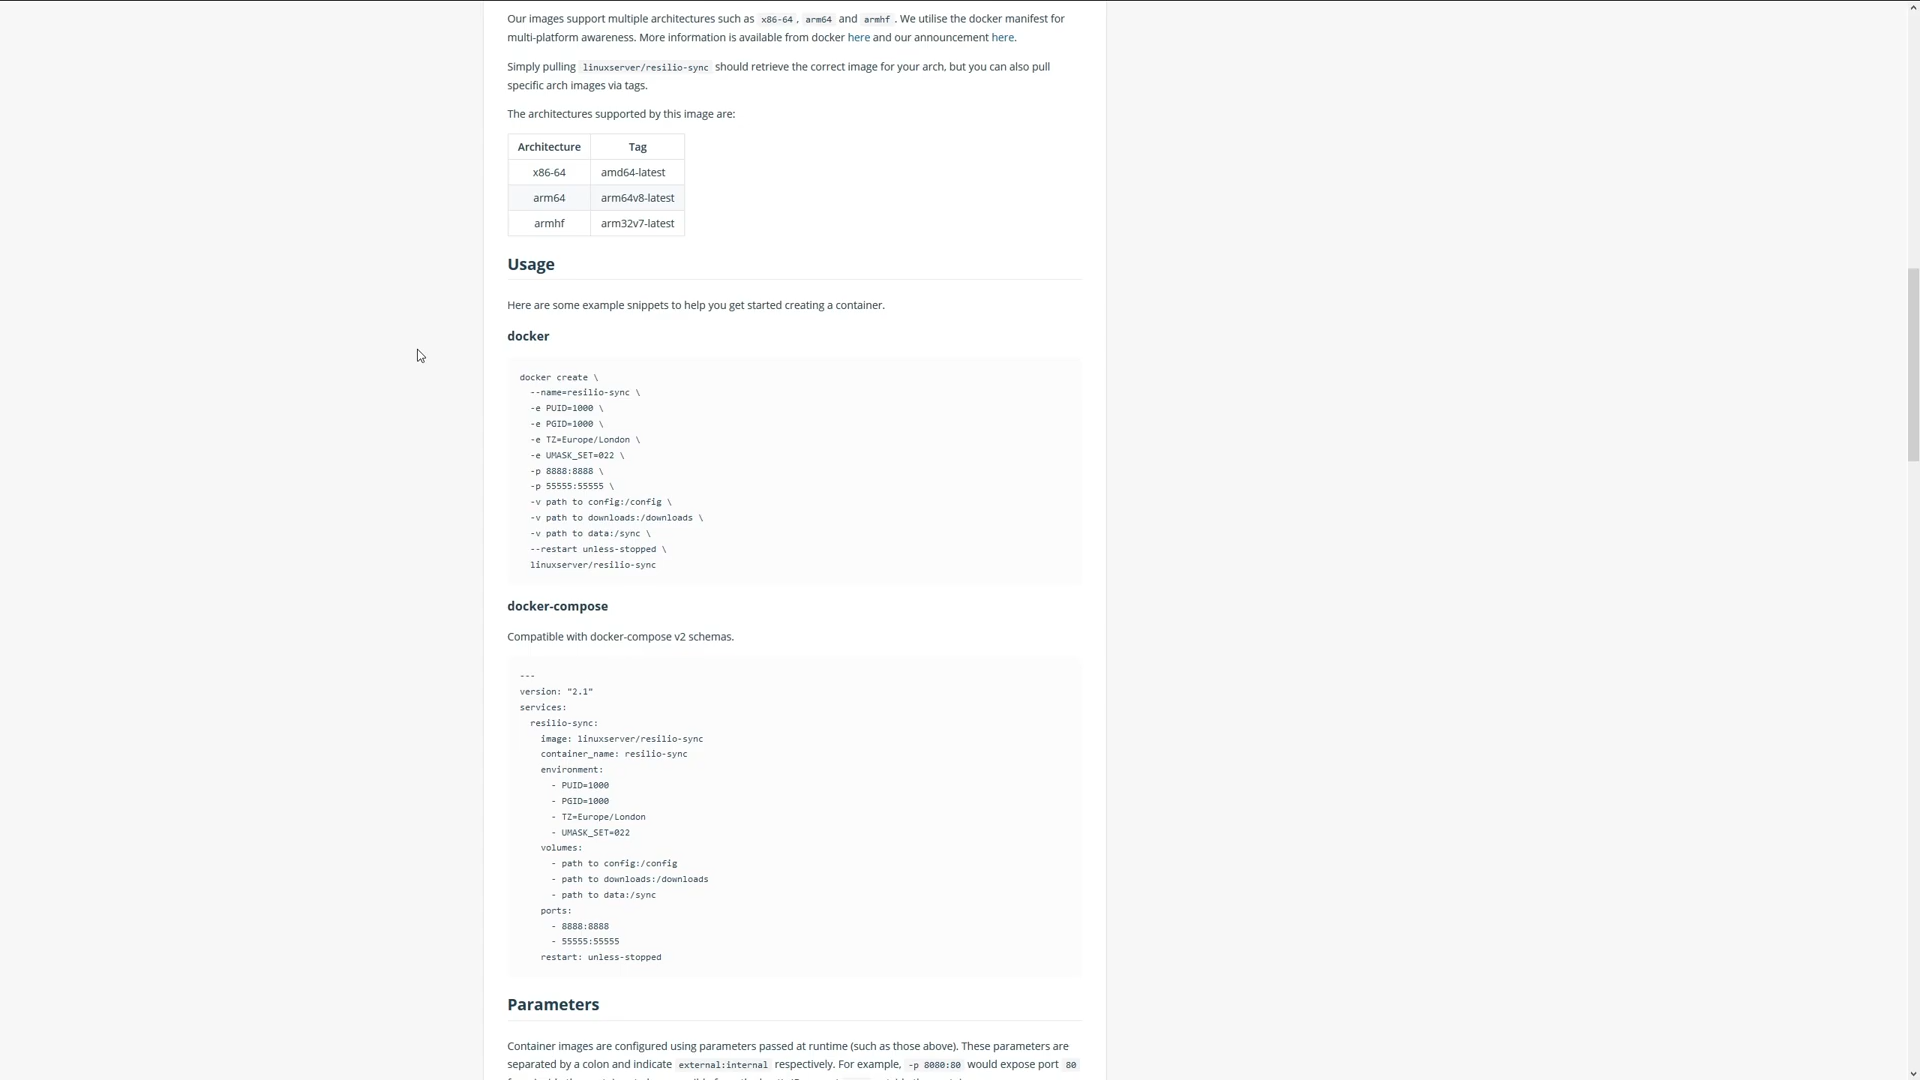 Our images support multiple architectures such as x86-64 , arm64 and armhf . We utilise the docker manifest for
multi-platform awareness. More information is available from docker here and our announcement here.
Simply pulling linuxserver/resilio-sync should retrieve the correct image for your arch, but you can also pull
specific arch images via tags.
The architectures supported by this image are:
Architecture Tag
x86-64 amd64-latest
arm64 arm64v8-latest
armhf arm32v7-latest
Usage
Here are some example snippets to help you get started creating a container.
docker
docker create \
--name=resilio-sync \
-e PUID=1000 \
-e PGID=1000 \
-e TZ=Europe/London \
-e UMASK_SET=022 \
-p 8888:8888 \
-p 55555:55555 \
-v path to config:/config \
-v path to downloads:/downloads \
-v path to data:/sync \
--restart unless-stopped \
linuxserver/resilio-sync
docker-compose
Compatible with docker-compose v2 schemas.
---
version: "2.1"
services:
resilio-sync:
image: linuxserver/resilio-sync
container_name: resilio-sync
environment:
- PUID=1000
- PGID=1000
- TZ=Europe/London
- UMASK_SET=022
volumes:
- path to config:/config
- path to downloads:/downloads
- path to data:/sync
ports:
- 8888:8888
- 55555:55555
restart: unless-stopped
Parameters
Container images are configured using parameters passed at runtime (such as those above). These parameters are
separated by a colon and indicate external:internal respectively. For example, -p 8080:80 would expose port 80